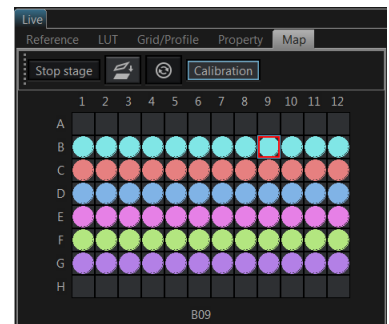 Live
Reference LUT Grid/Profile Property Map
Stop stage Calibration
1 2 3 4 5 6 7 8 9 10 11 12
A
B
C
D
E
F
G
H
B09